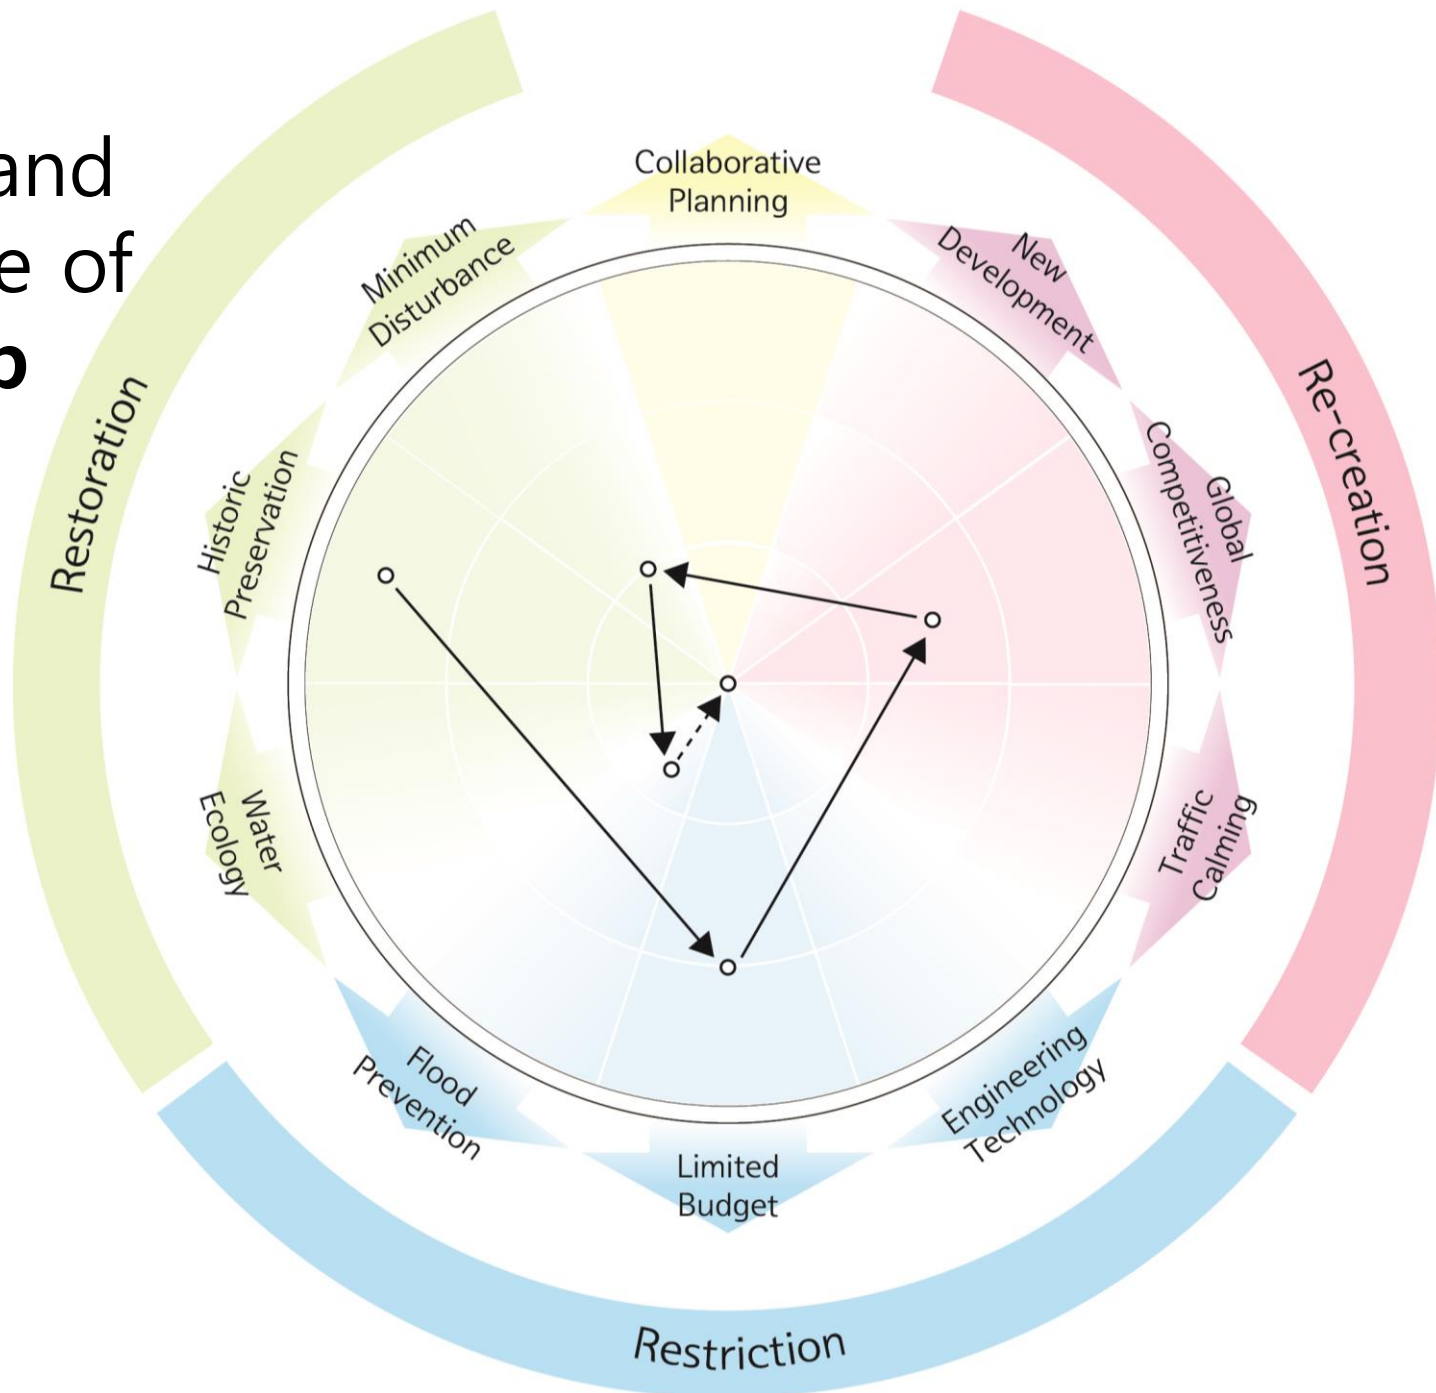 and
e of
p
Collaborative
Planning
New
Development
Global
Competitiveness
Traffic
Calming
Engineering
Technology
Limited
Budget
Flood
Prevention
Water
Ecology
Historic
Preservation
Minimum
Disturbance
Restoration
Re-creation
Restriction